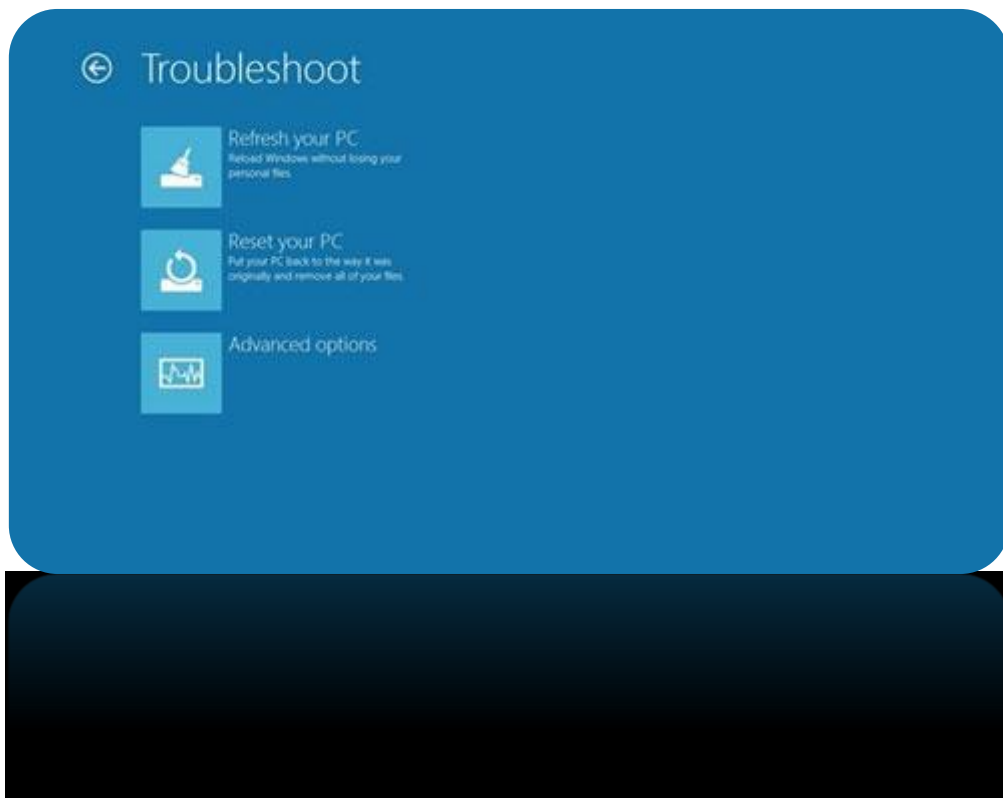 Troubleshoot
Refresh your PC
Reload Windows without losing your
personal files.
Reset your PC
Put your PC back to the way it was
originally and remove all of your files.
Advanced options